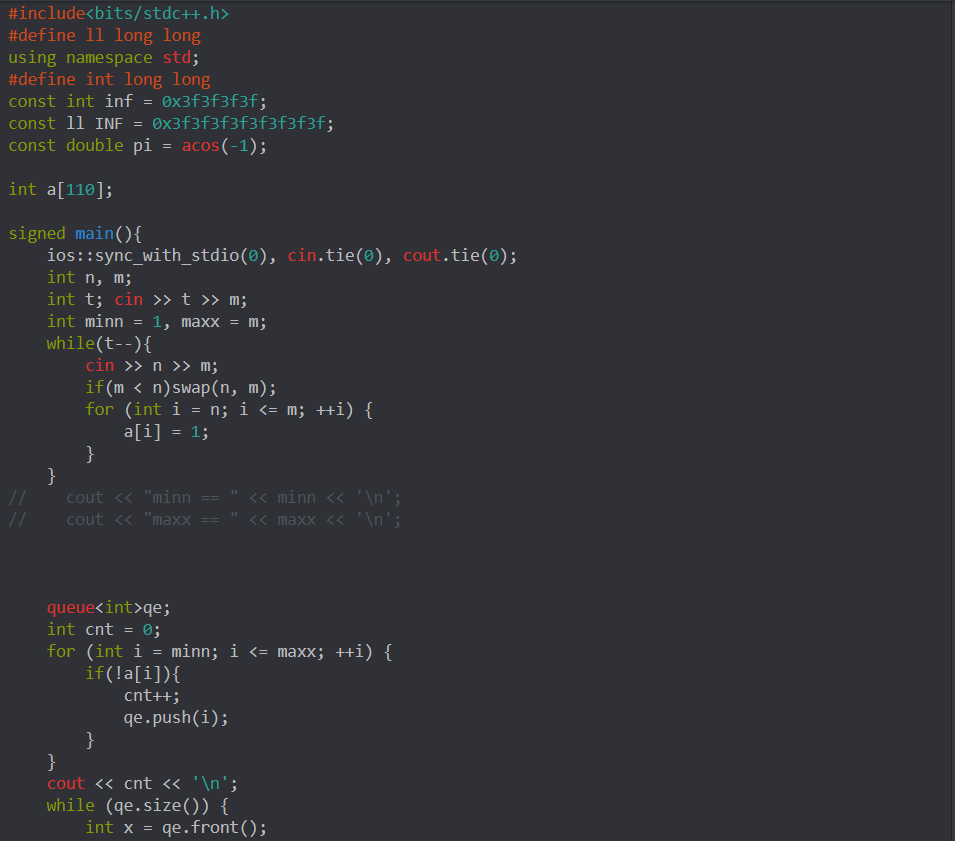 #include<bits/stdc++.h>
#define ll long long
using namespace std;
#define int long long
const int inf = 0x3f3f3f3f;
const ll INF = 0x3f3f3f3f3f3f3f3f;
const double pi = acos(-1);

int a[110];

signed main(){
    ios::sync_with_stdio(0), cin.tie(0), cout.tie(0);
    int n, m;
    int t; cin >> t >> m;
    int minn = 1, maxx = m;
    while(t--){
        cin >> n >> m;
        if(m < n)swap(n, m);
        for (int i = n; i <= m; ++i) {
            a[i] = 1;
        }
    }
//    cout << "minn == " << minn << '\n';
//    cout << "maxx == " << maxx << '\n';

    queue<int>qe;
    int cnt = 0;
    for (int i = minn; i <= maxx; ++i) {
        if(!a[i]){
            cnt++;
            qe.push(i);
        }
    }
    cout << cnt << '\n';
    while (qe.size()) {
        int x = qe.front();